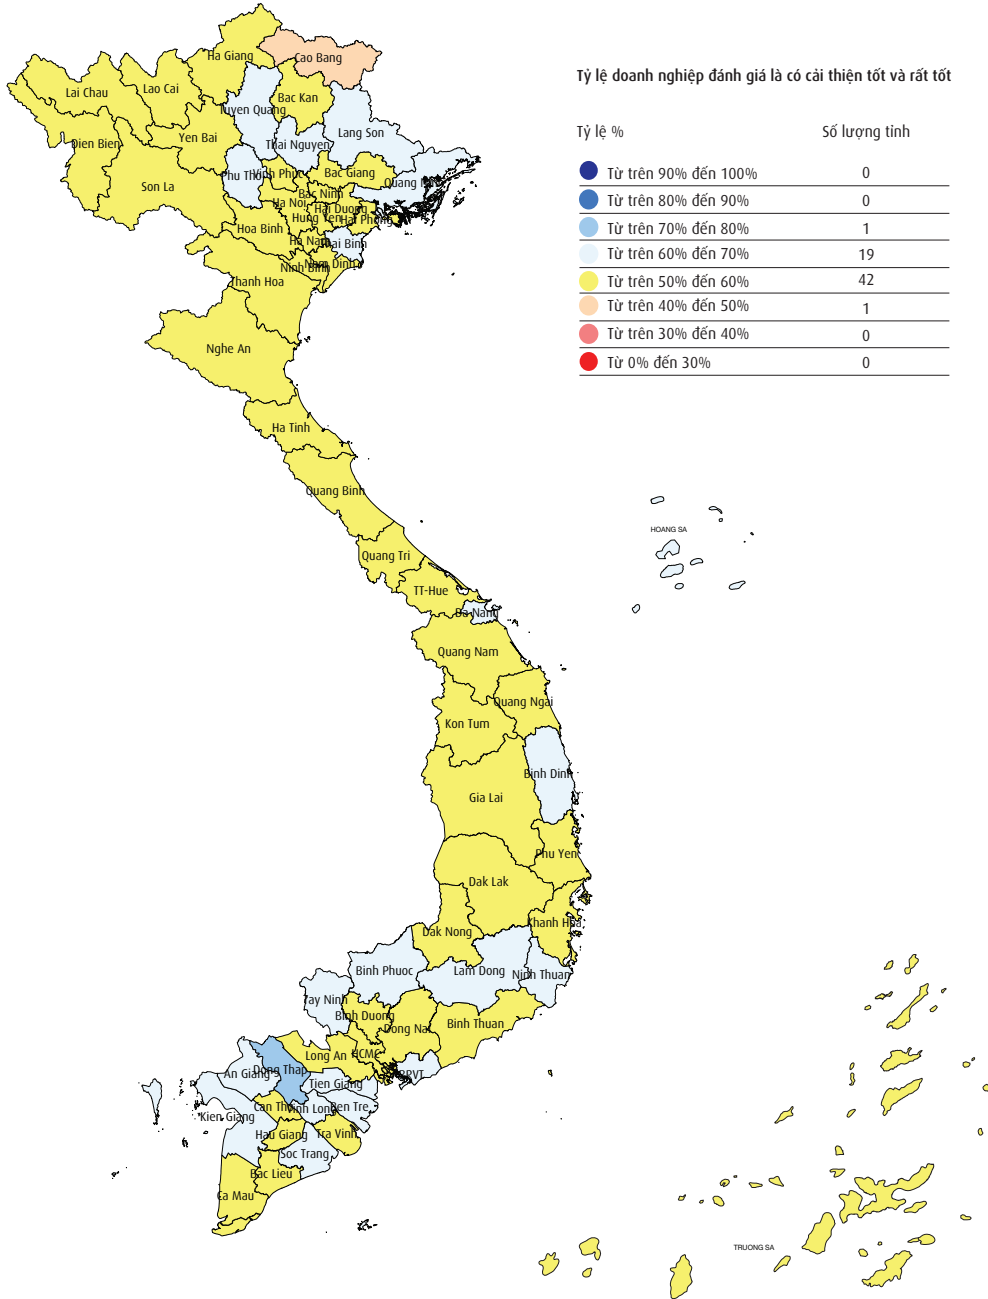 Tỷ lệ doanh nghiệp đánh giá là có cải thiện tốt và rất tốt
Tỷ lệ % Số lượng tỉnh
Từ trên 90% đến 100% 0
Từ trên 80% đến 90% 0
Từ trên 70% đến 80% 1
Từ trên 60% đến 70% 19
Từ trên 50% đến 60% 42
Từ trên 40% đến 50% 1
Từ trên 30% đến 40% 0
Từ 0% đến 30% 0
Ha Giang
Cao Bang
Lai Chau
Lao Cai
Bac Kan
Tuyen Quang
Lang Son
Dien Bien
Yen Bai
Thai Nguyen
Phu Tho
Vinh Phuc
Bac Giang
Quang Ninh
Son La
Bac Ninh
Ha Noi
Hai Duong
Hung Yen
Hai Phong
Hoa Binh
Ha Nam
Thai Binh
Nam Dinh
Ninh Binh
Thanh Hoa
Nghe An
Ha Tinh
Quang Binh
HOANG SA
Quang Tri
TT-Hue
Da Nang
Quang Nam
Quang Ngai
Kon Tum
Binh Dinh
Gia Lai
Phu Yen
Dak Lak
Khanh Hoa
Dak Nong
Binh Phuoc
Lam Dong
Ninh Thuan
Tay Ninh
Binh Duong
Dong Nai
Binh Thuan
Long An
HCMC
An Giang
Dong Thap
BRVT
Tien Giang
Can Tho
Vinh Long
Ben Tre
Kien Giang
Hau Giang
Tra Vinh
Soc Trang
Bac Lieu
Ca Mau
TRUONG SA